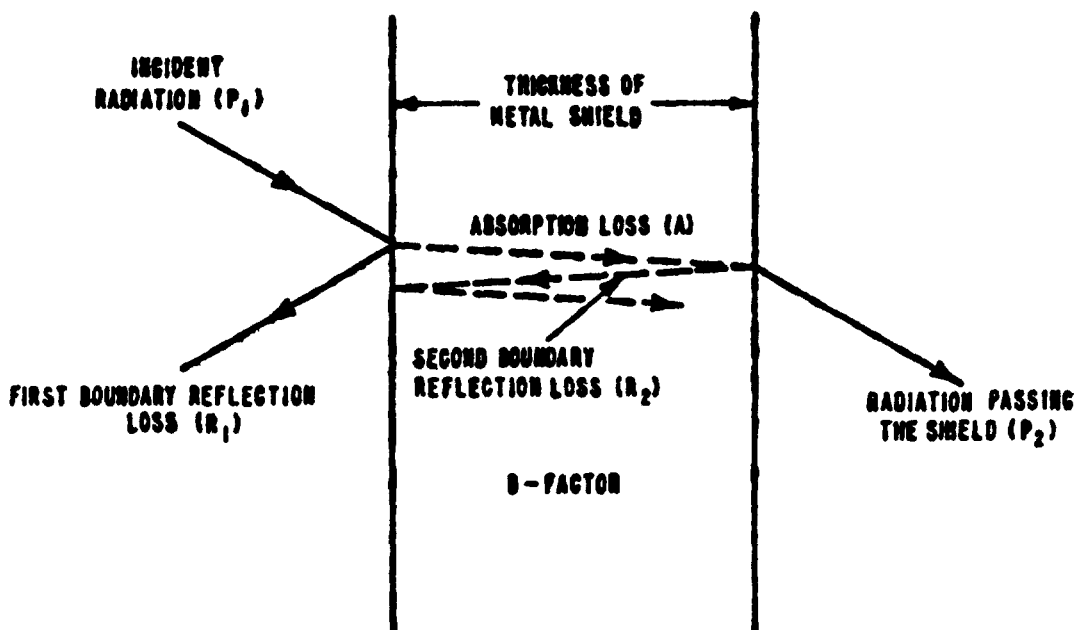 INCIDENT
RADIATION (P₁)
THICKNESS OF
METAL SHIELD
ABSORPTION LOSS (A)
SECOND BOUNDARY
REFLECTION LOSS (R₂)
FIRST BOUNDARY REFLECTION
LOSS (R₁)
RADIATION PASSING
THE SHIELD (P₂)
B-FACTOR